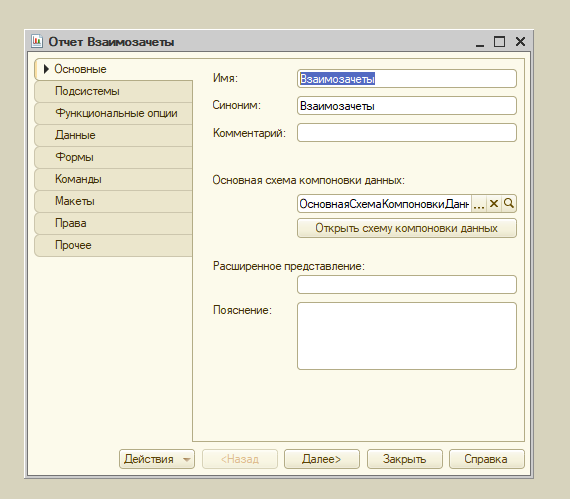 Отчет Взаимозачеты
Основные
Подсистемы
Функциональные опции
Данные
Формы
Команды
Макеты
Права
Прочее
Имя: Взаимозачеты
Синоним: Взаимозачеты
Комментарий:
Основная схема компоновки данных:
ОсновнаяСхемаКомпоновкиДанн ...
Открыть схему компоновки данных
Расширенное представление:
Пояснение:
Действия <Назад Далее> Закрыть Справка